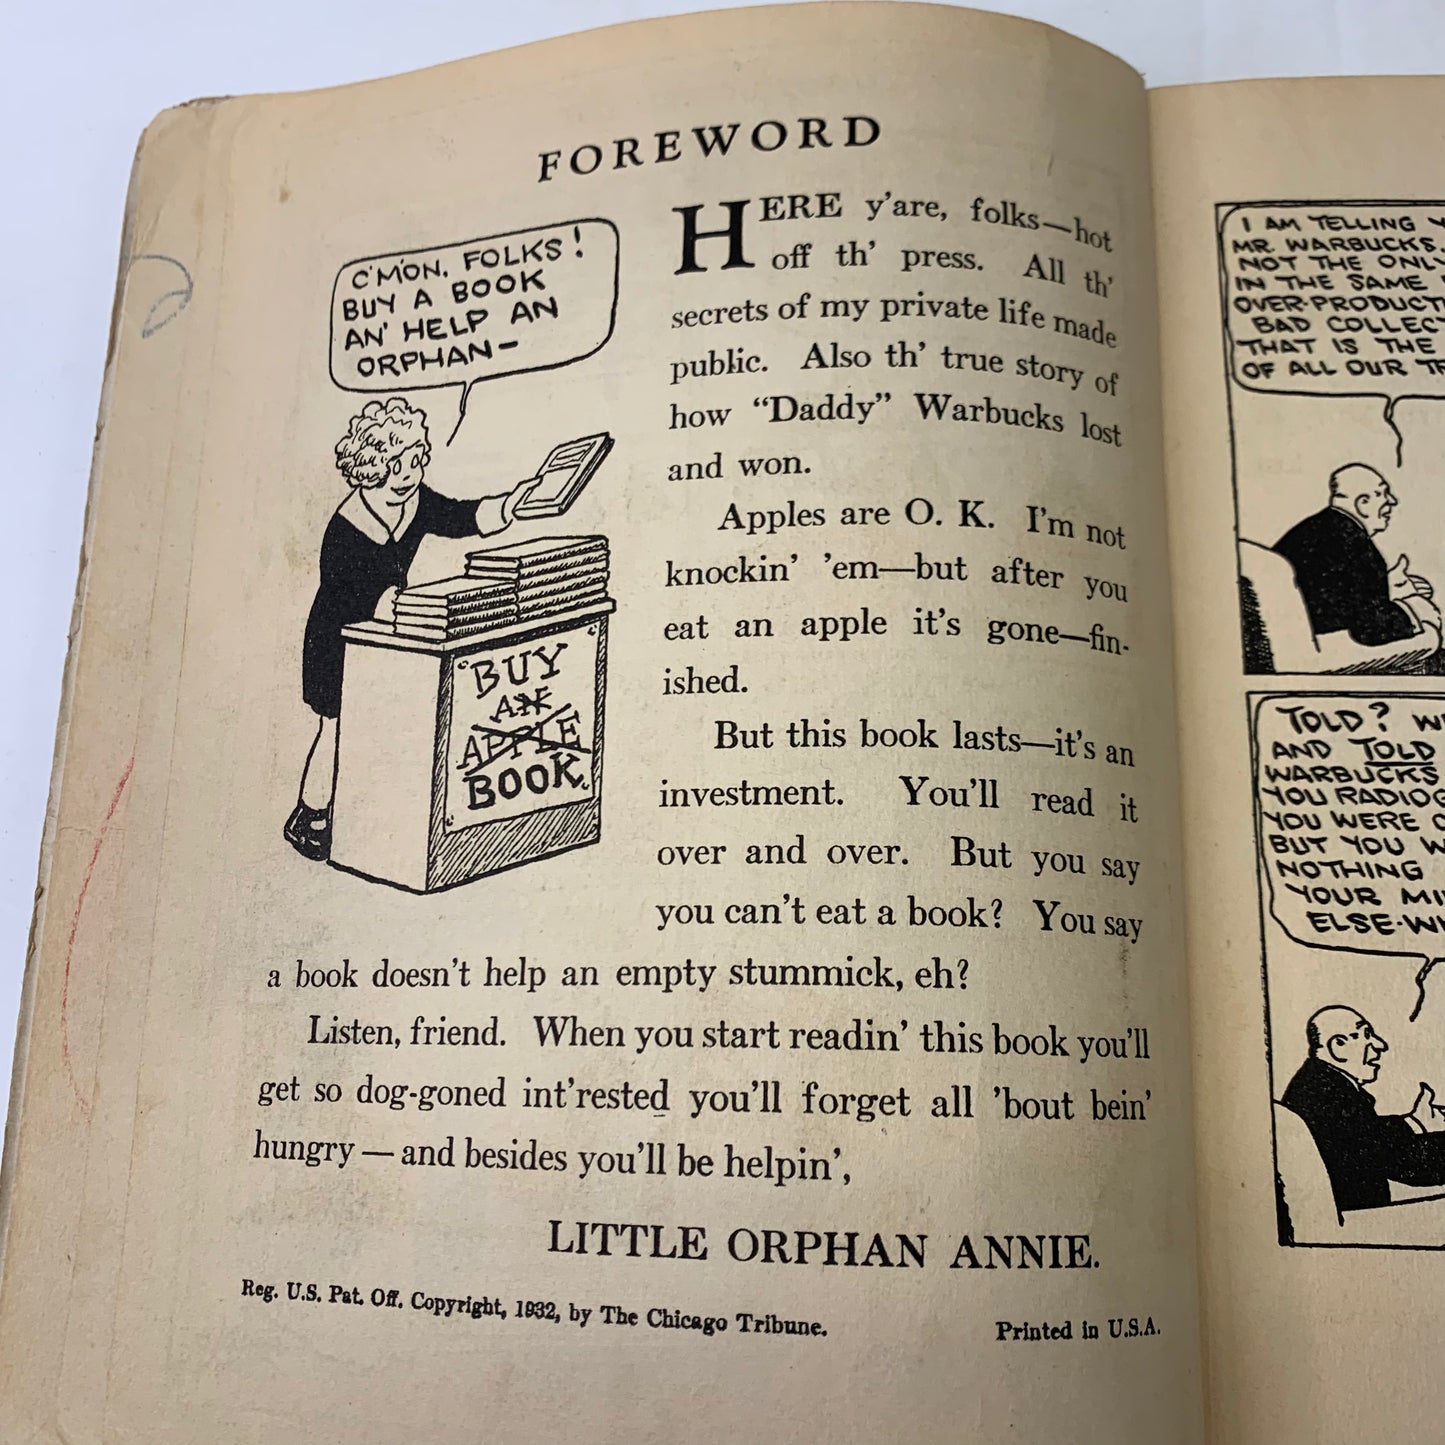 FOREWORD
C'MON, FOLKS!
BUY A BOOK
AN' HELP AN
ORPHAN-
"BUY
AN
APPLE
BOOK"
HERE y'are, folks—hot
off th' press. All th'
secrets of my private life made
public. Also th' true story of
how "Daddy" Warbucks lost
and won.
Apples are O. K. I'm not
knockin' 'em—but after you
eat an apple it's gone—fin-
ished.
But this book lasts—it's an
investment. You'll read it
over and over. But you say
you can't eat a book? You say
a book doesn't help an empty stummick, eh?
Listen, friend. When you start readin' this book you'll
get so dog-goned int'rested you'll forget all 'bout bein'
hungry — and besides you'll be helpin',
LITTLE ORPHAN ANNIE.
Reg. U.S. Pat. Off. Copyright, 1932, by The Chicago Tribune.
Printed in U.S.A.
I AM TELLING
MR. WARBUCKS,
NOT THE ONLY
IN THE SAME
OVER-PRODUCT
BAD COLLECT
THAT IS THE
OF ALL OUR
TOLD?
AND TOLD
WARBUCKS
YOU
YOU WERE
BUT YOU
NOTHING
YOUR
ELSE-